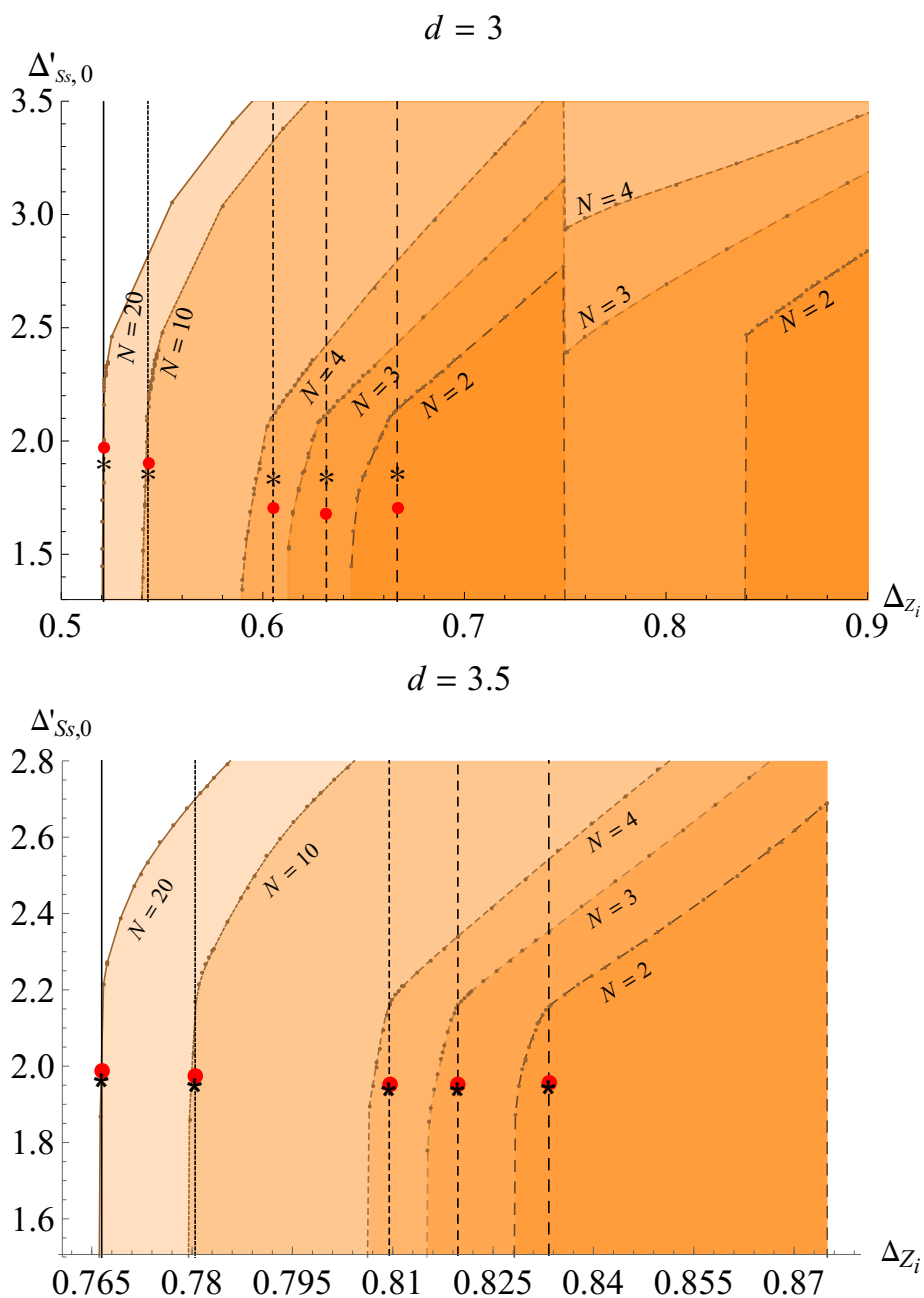 d = 3
Δ'Ss, 0
3.5
3.0
2.5
2.0
1.5
N = 20
N = 10
N = 4
N = 3
N = 2
N = 4
N = 3
N = 2
0.5 0.6 0.7 0.8 0.9
ΔZi
d = 3.5
Δ'Ss,0
2.8
2.6
2.4
2.2
2.0
1.8
1.6
N = 20
N = 10
N = 4
N = 3
N = 2
0.765 0.78 0.795 0.81 0.825 0.84 0.855 0.87
ΔZi